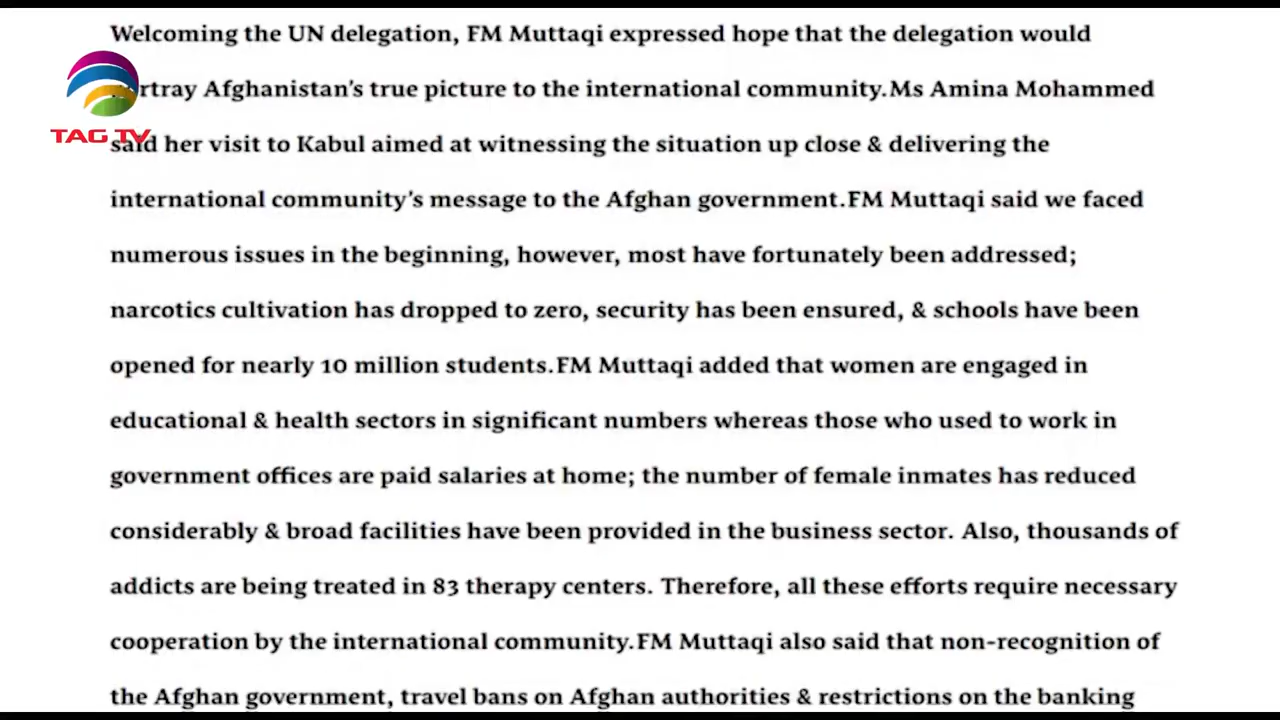 Welcoming the UN delegation, FM Muttaqi expressed hope that the delegation would
portray Afghanistan's true picture to the international community.Ms Amina Mohammed
TAG TV
said her visit to Kabul aimed at witnessing the situation up close & delivering the
international community's message to the Afghan government.FM Muttaqi said we faced
numerous issues in the beginning, however, most have fortunately been addressed;
narcotics cultivation has dropped to zero, security has been ensured, & schools have been
opened for nearly 10 million students.FM Muttaqi added that women are engaged in
educational & health sectors in significant numbers whereas those who used to work in
government offices are paid salaries at home; the number of female inmates has reduced
considerably & broad facilities have been provided in the business sector. Also, thousands of
addicts are being treated in 83 therapy centers. Therefore, all these efforts require necessary
cooperation by the international community.FM Muttaqi also said that non-recognition of
the Afghan government, travel bans on Afghan authorities & restrictions on the banking